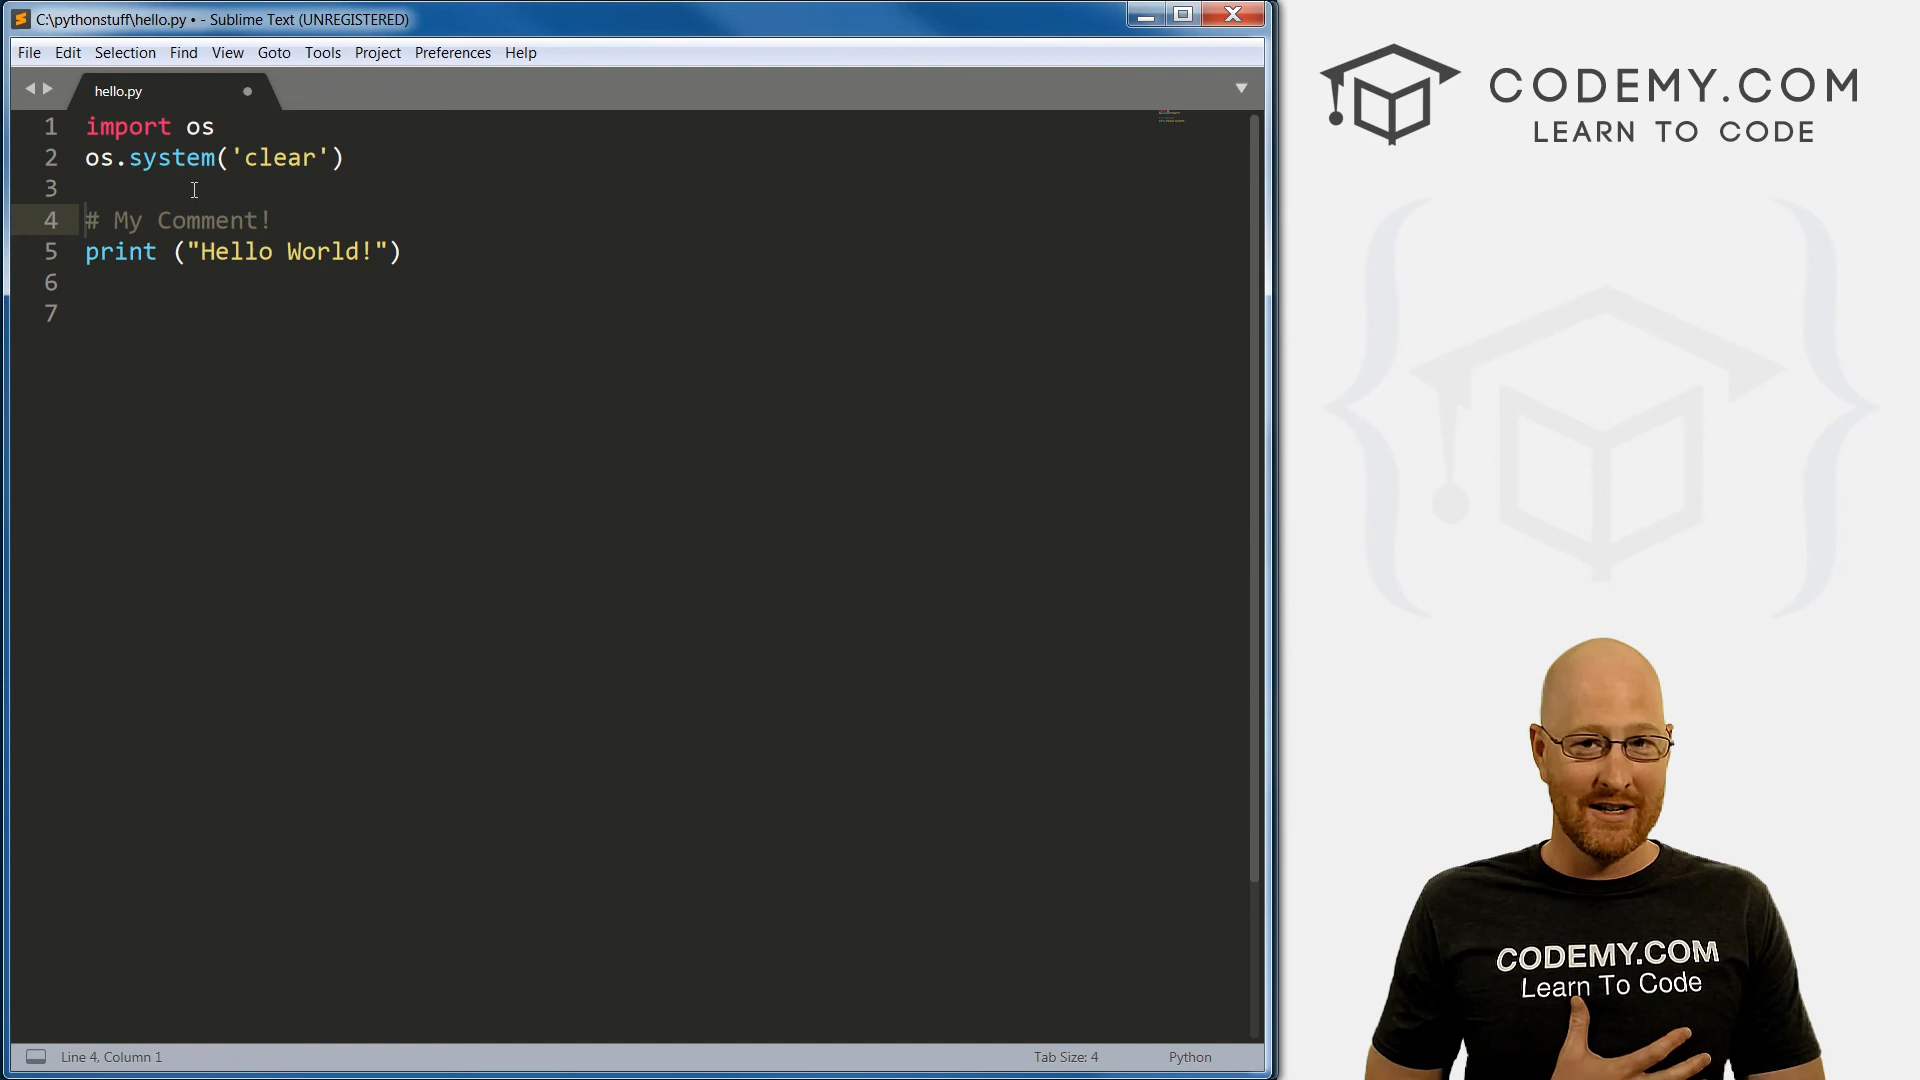 C:\pythonstuff\hello.py • - Sublime Text (UNREGISTERED)
File Edit Selection Find View Goto Tools Project Preferences Help
hello.py
1 import os
2 os.system('clear')
3
4 # My Comment!
5 print ("Hello World!")
6
7
Line 4, Column 1
Tab Size: 4
Python
CODEMY.COM
LEARN TO CODE
CODEMY.COM
Learn To Code